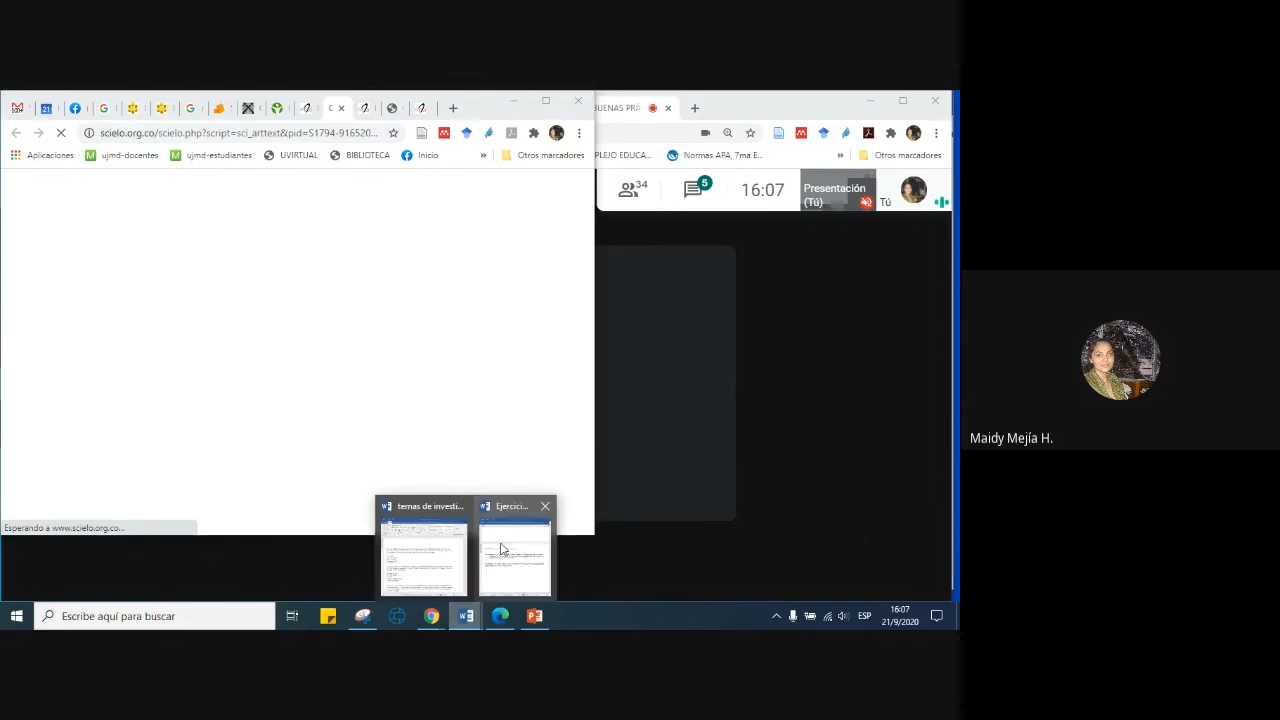 100+
21
G
G
C
BUENAS PRÁ
scielo.org.co/scielo.php?script=sci_arttext&pid=S1794-916520...
Aplicaciones
ujmd-docentes
ujmd-estudiantes
UVIRTUAL
BIBLIOTECA
Inicio
»
Otros marcadores
PLEJO EDUCA...
Normas APA, 7ma E...
»
Otros marcadores
34
5
16:07
Presentación
(Tú)
Tú
Maidy Mejía H.
temas de investi...
Ejercici...
Esperando a www.scielo.org.co...
Escribe aquí para buscar
ESP
16:07
21/9/2020